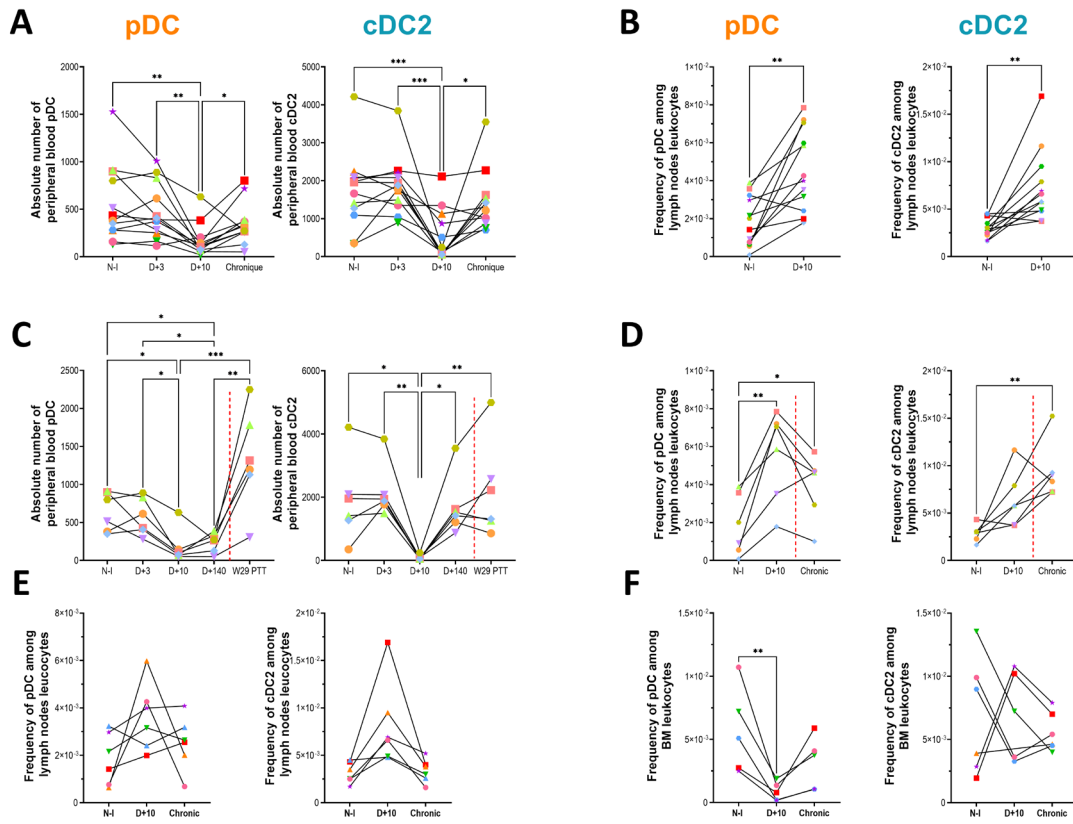 A
pDC
cDC2
Absolute number of
peripheral blood pDC
2000
1500
1000
500
0
**
**
*
N-I D+3 D+10 Chronique
Absolute number of
peripheral blood cDC2
5000
4000
3000
2000
1000
0
***
***
*
N-I D+3 D+10 Chronique
B
pDC
cDC2
Frequency of pDC among
lymph nodes leukocytes
1×10⁻²
8×10⁻³
6×10⁻³
4×10⁻³
2×10⁻³
0
**
N-I D+10
Frequency of cDC2 among
lymph nodes leukocytes
2×10⁻²
1.5×10⁻²
1×10⁻²
5×10⁻³
0
**
N-I D+10
C
Absolute number of
peripheral blood pDC
2500
2000
1500
1000
500
0
*
*
*
***
*
**
N-I D+3 D+10 D+140 W29 PTT
Absolute number of
peripheral blood cDC2
6000
4000
2000
0
*
**
**
*
N-I D+3 D+10 D+140 W29 PTT
D
Frequency of pDC among
lymph nodes leukocytes
1×10⁻²
8×10⁻³
6×10⁻³
4×10⁻³
2×10⁻³
0
*
**
N-I D+10 Chronic
Frequency of cDC2 among
lymph nodes leukocytes
2×10⁻²
1.5×10⁻²
1×10⁻²
5×10⁻³
0
**
N-I D+10 Chronic
E
Frequency of pDC among
lymph nodes leucocytes
8×10⁻³
6×10⁻³
4×10⁻³
2×10⁻³
0
N-I D+10 Chronic
Frequency of cDC2 among
lymph nodes leucocytes
2×10⁻²
1.5×10⁻²
1×10⁻²
5×10⁻³
0
N-I D+10 Chronic
F
Frequency of pDC among
BM leukocytes
1.5×10⁻²
1×10⁻²
5×10⁻³
0
**
N-I D+10 Chronic
Frequency of cDC2 among
BM leukocytes
1.5×10⁻²
1×10⁻²
5×10⁻³
0
N-I D+10 Chronic